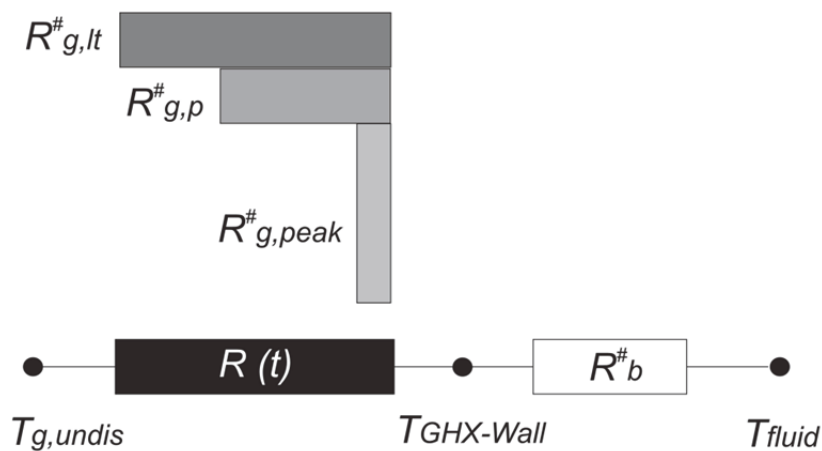 R#g,lt
R#g,p
R#g,peak
R (t)
R#b
Tg,undis
TGHX-Wall
Tfluid